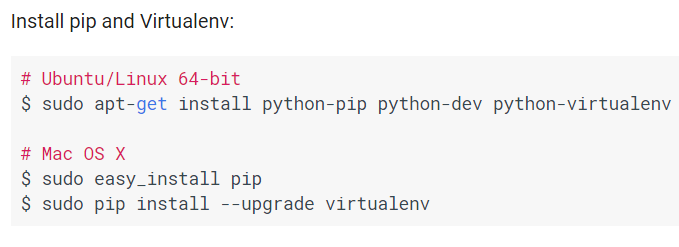 Install pip and Virtualenv:
# Ubuntu/Linux 64-bit
$ sudo apt-get install python-pip python-dev python-virtualenv
# Mac OS X
$ sudo easy_install pip
$ sudo pip install --upgrade virtualenv